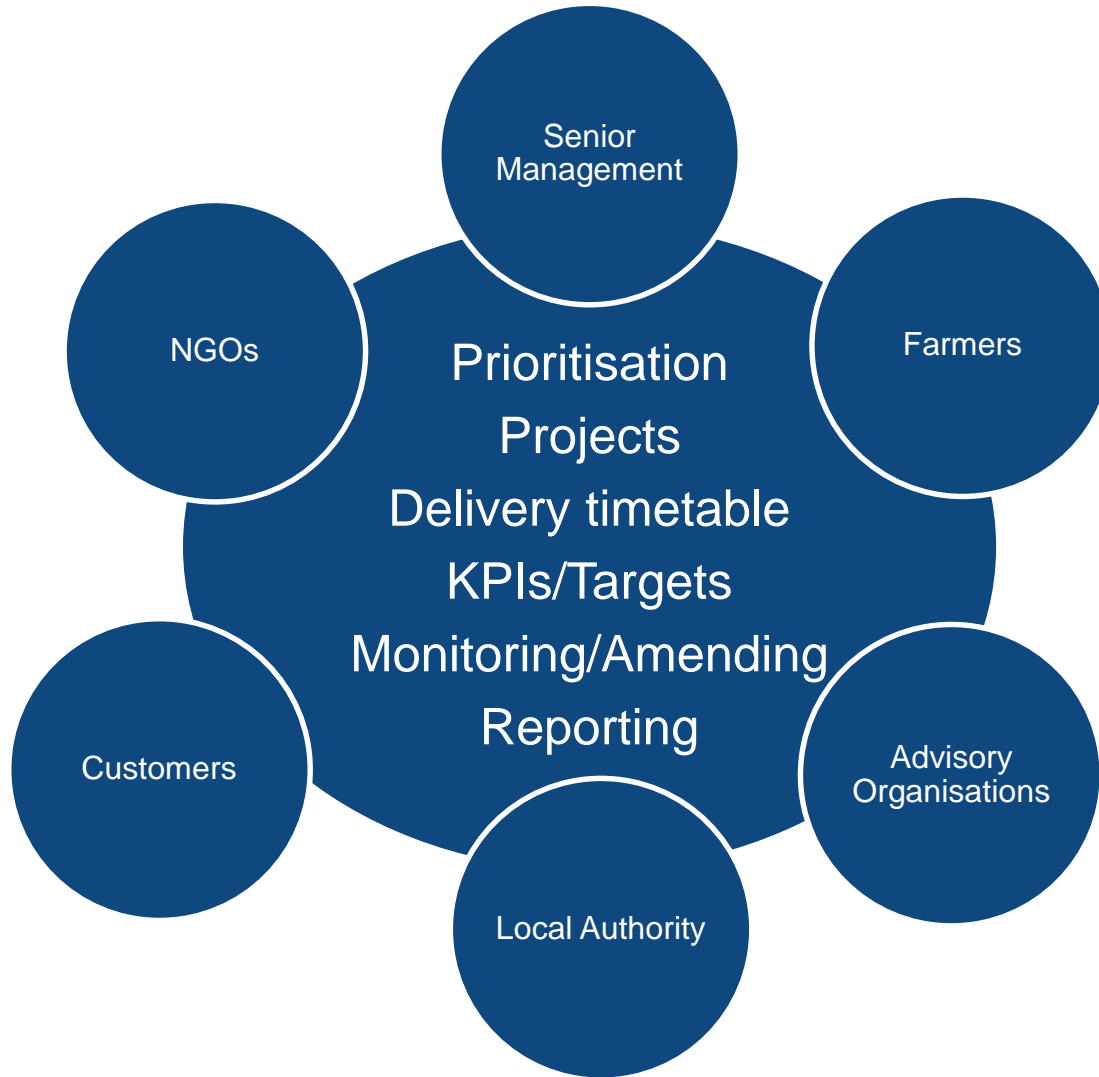 Senior
Management
NGOs
Farmers
Prioritisation
Projects
Delivery timetable
KPIs/Targets
Monitoring/Amending
Reporting
Customers
Advisory
Organisations
Local Authority